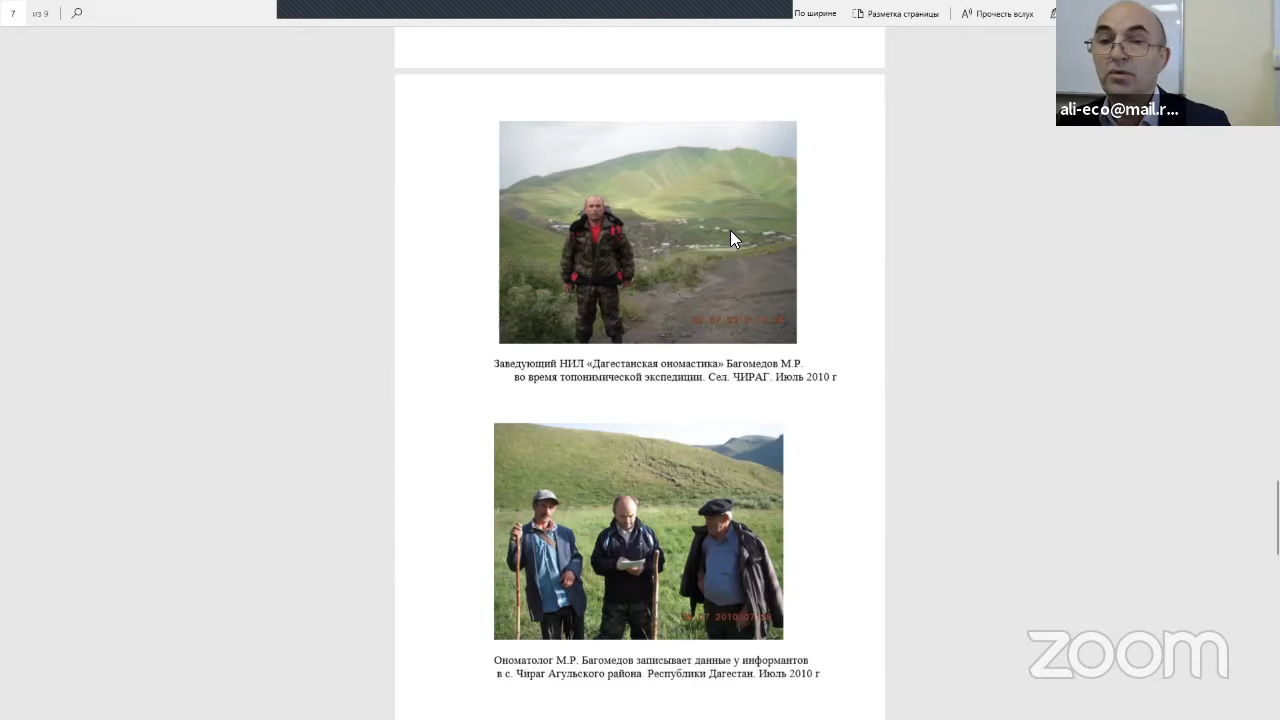 7 из 9
По ширине
Разметка страницы
Прочесть вслух
ali-eco@mail.r...
Заведующий НИЛ «Дагестанская ономастика» Багомедов М.Р.
во время топонимической экспедиции. Сел. ЧИРАГ. Июль 2010 г
Ономатолог М.Р. Багомедов записывает данные у информантов
в с. Чираг Агульского района Республики Дагестан. Июль 2010 г
zoom